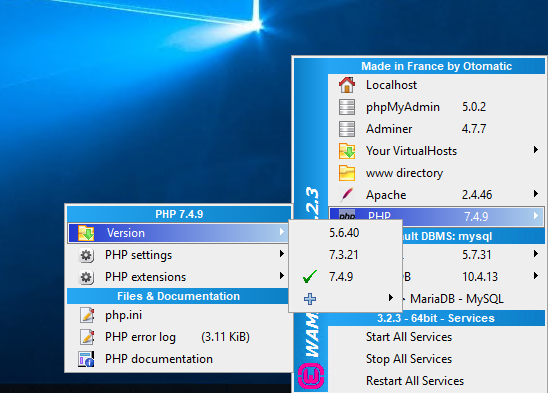 Made in France by Otomatic
Localhost
phpMyAdmin 5.0.2
Adminer 4.7.7
Your VirtualHosts
www directory
Apache 2.4.46
php PHP 7.4.9
ult DBMS: mysql
5.7.31
DB 10.4.13
> MariaDB - MySQL
3.2.3 - 64bit - Services
Start All Services
Stop All Services
Restart All Services
WAM
.2.3
PHP 7.4.9
Version
PHP settings
PHP extensions
Files & Documentation
php.ini
PHP error log (3.11 KiB)
PHP documentation
5.6.40
7.3.21
7.4.9